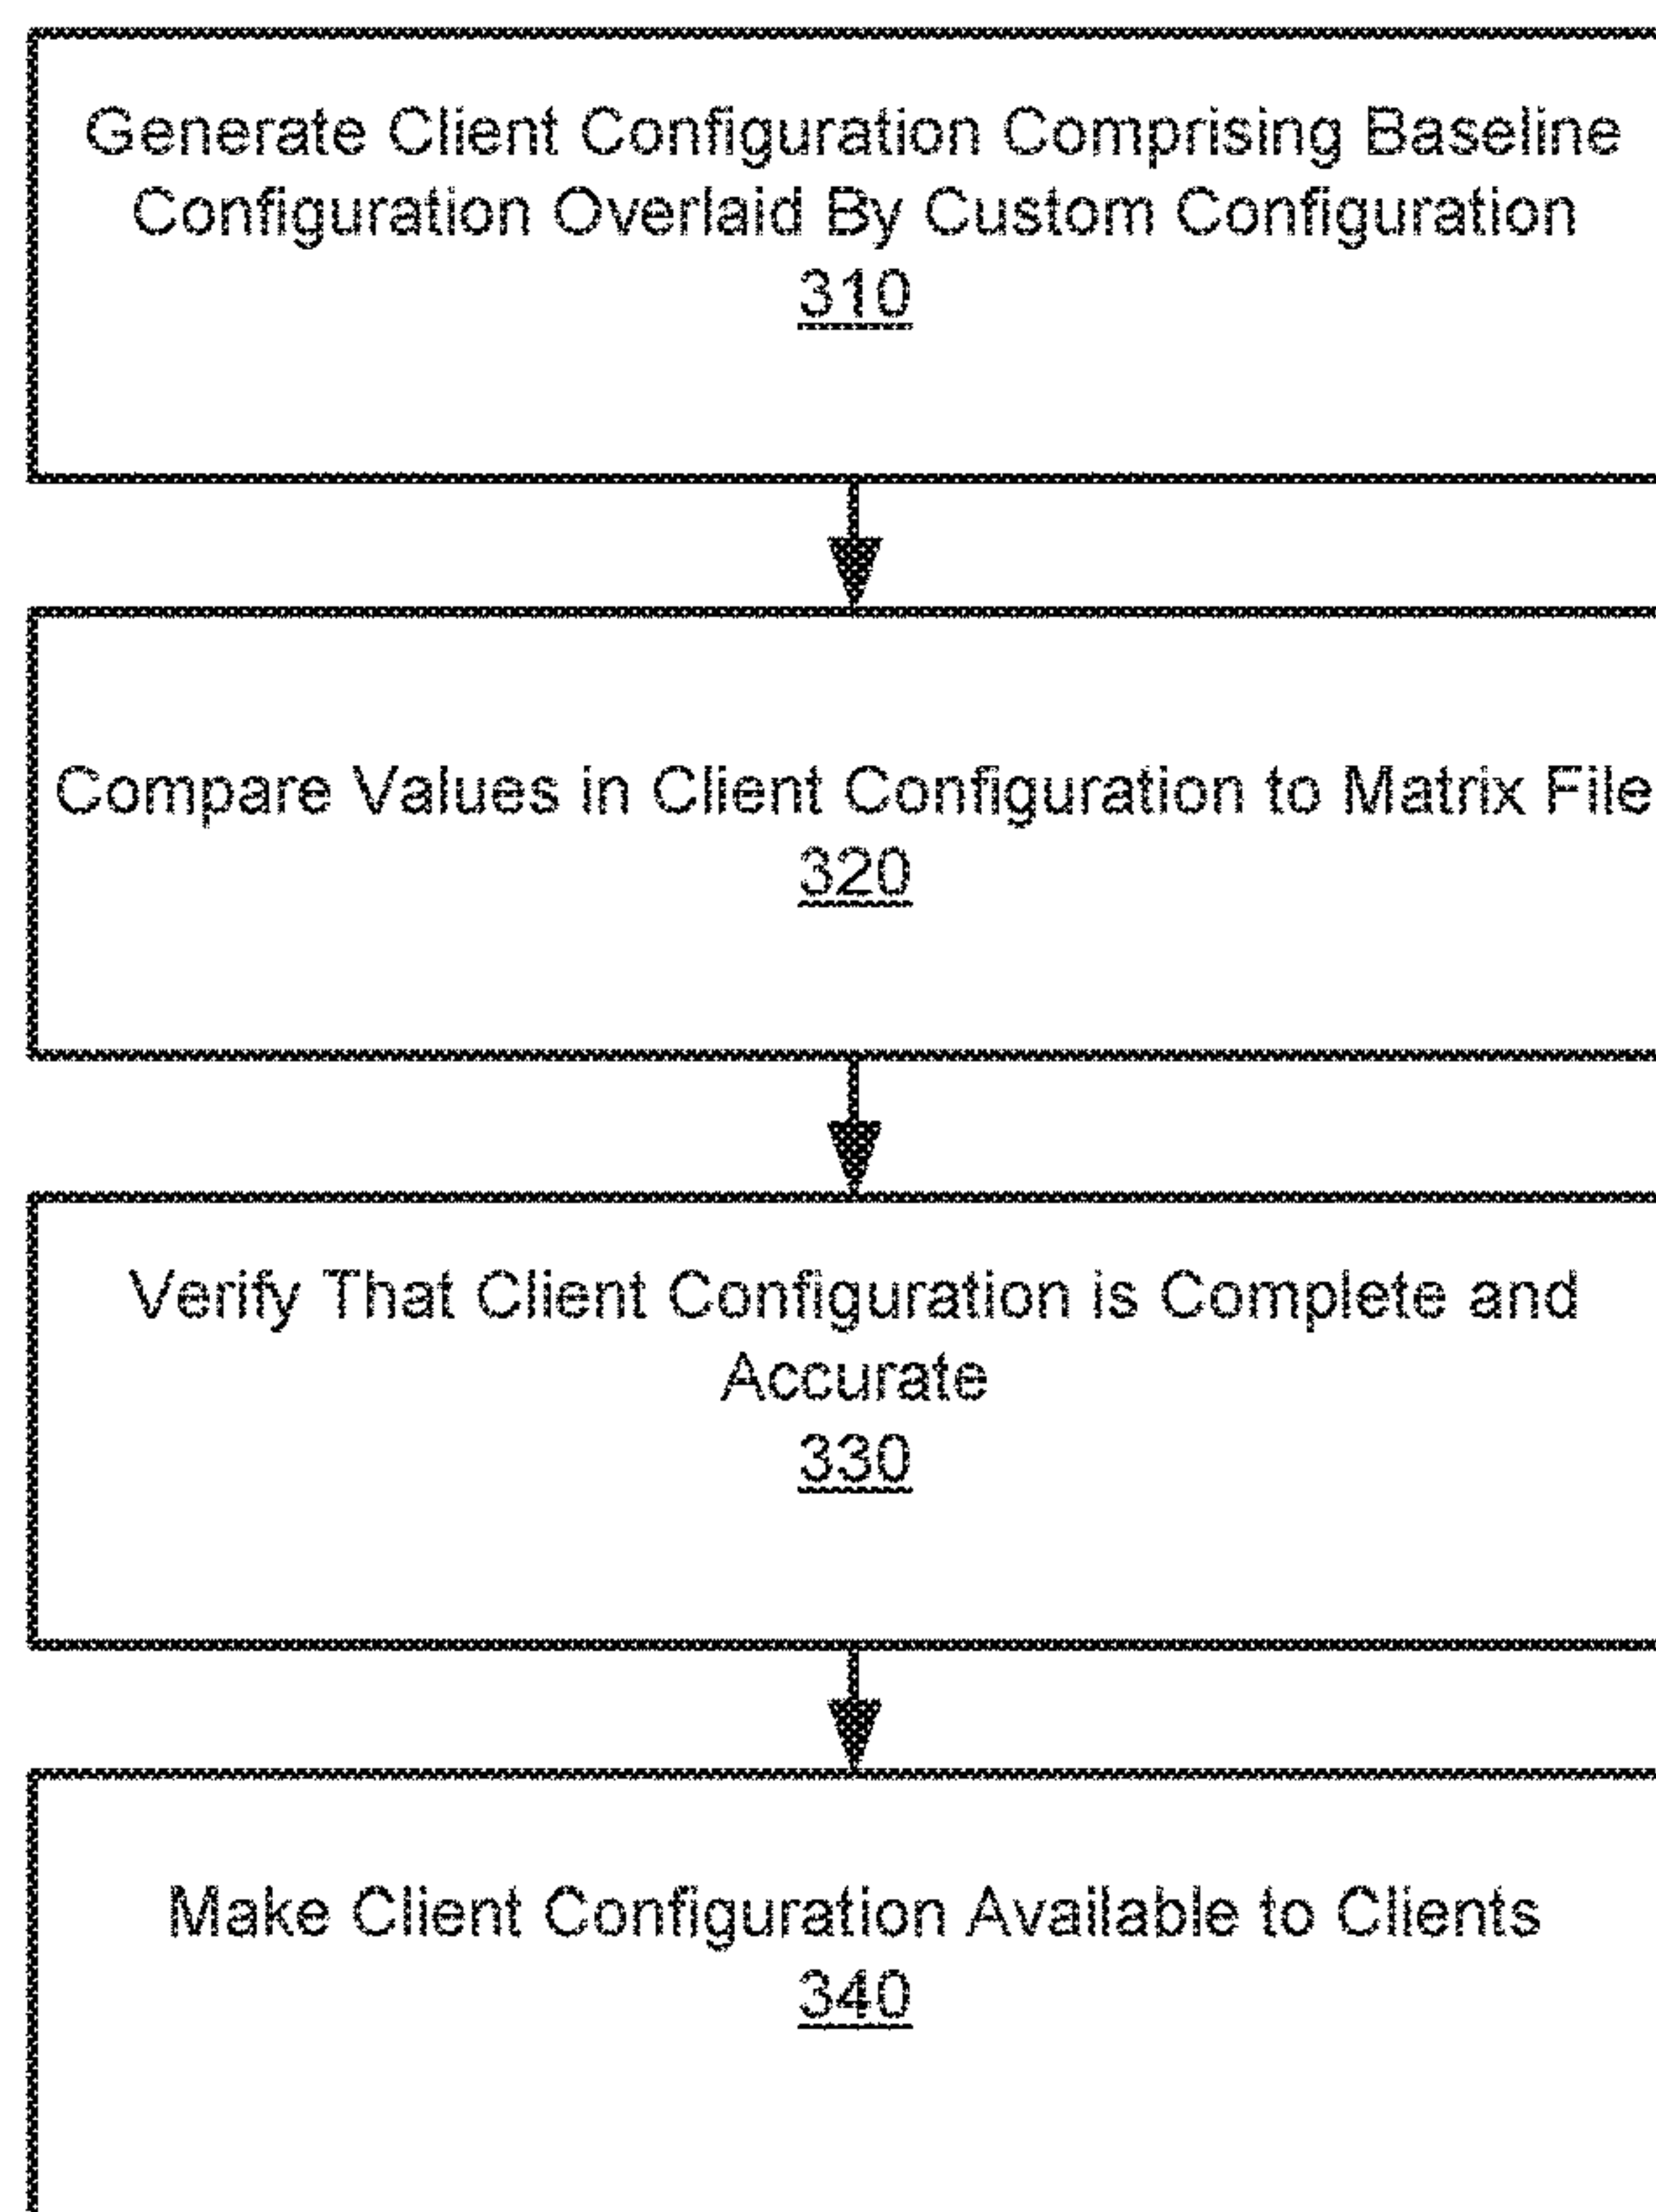 Generate Client Configuration Comprising Baseline
Configuration Overlaid By Custom Configuration
310
Compare Values in Client Configuration to Matrix File
320
Verify That Client Configuration is Complete and
Accurate
330
Make Client Configuration Available to Clients
340